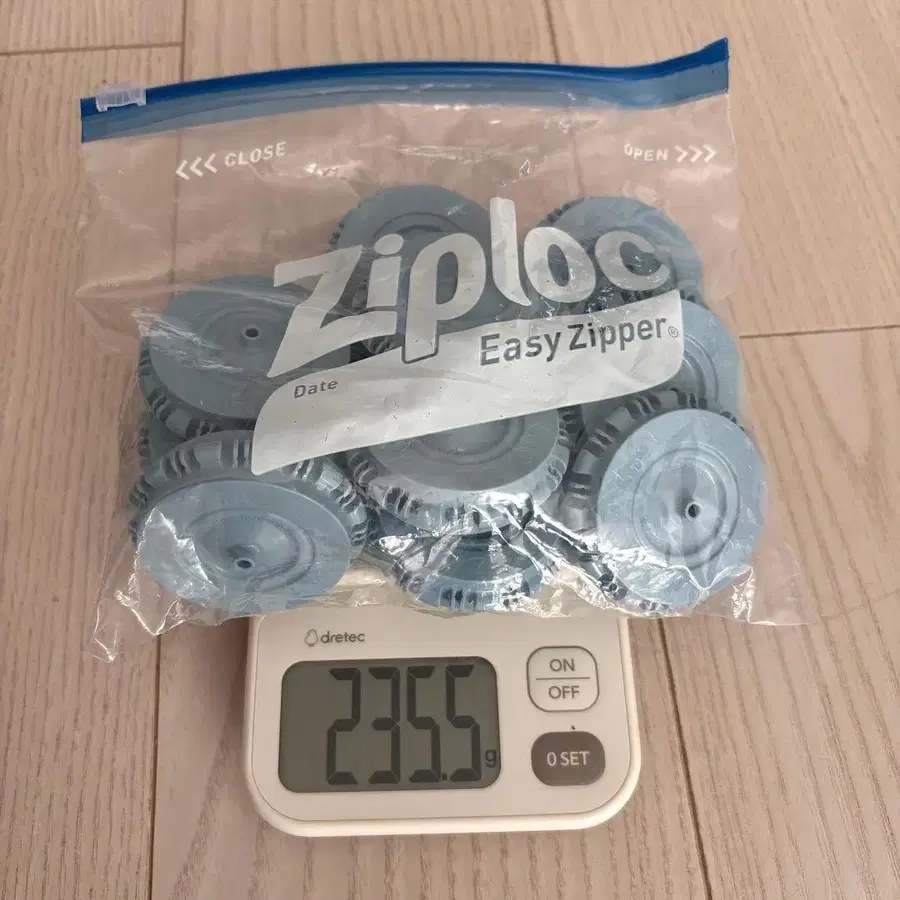 <<< CLOSE
OPEN >>>
Ziploc
Easy Zipper®
Date
dretec
235.5 g
ON
OFF
0 SET